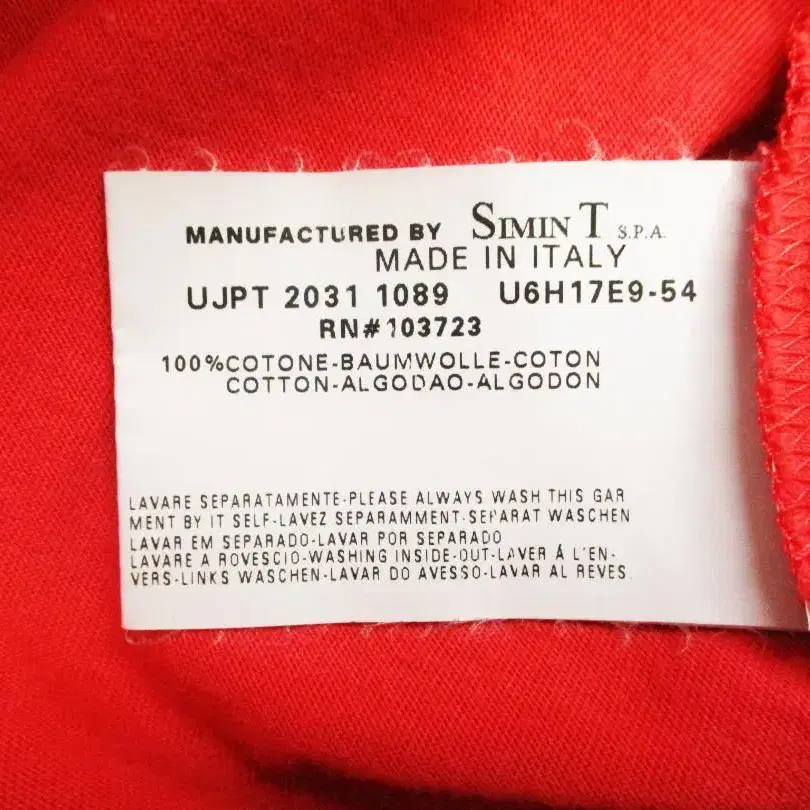 MANUFACTURED BY SIMIN T S.P.A.
MADE IN ITALY
UJPT 2031 1089 U6H17E9-54
RN#103723
100%COTONE-BAUMWOLLE-COTON
COTTON-ALGODAO-ALGODON
LAVARE SEPARATAMENTE-PLEASE ALWAYS WASH THIS GAR
MENT BY IT SELF-LAVEZ SEPARAMMENT-SEPARAT WASCHEN
LAVAR EM SEPARADO-LAVAR POR SEPARADO
LAVARE A ROVESCIO-WASHING INSIDE-OUT-LAVER Á L'EN-
VERS-LINKS WASCHEN-LAVAR DO AVESSO-LAVAR AL REVES